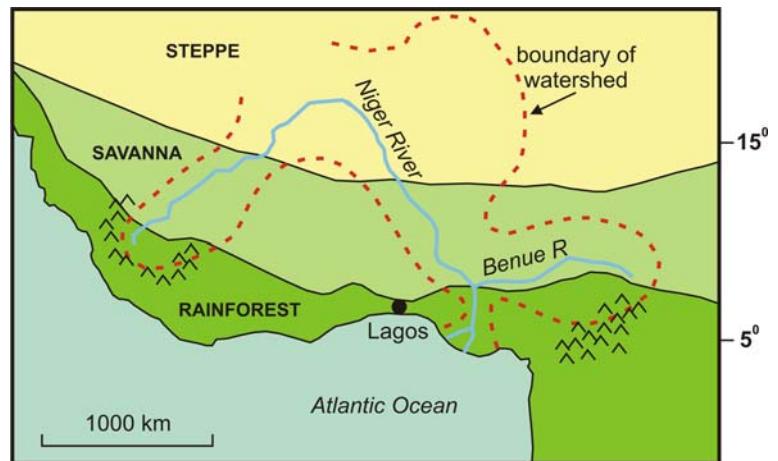 STEPPE
boundary of
watershed
Niger River
15⁰
SAVANNA
Benue R
RAINFOREST
Lagos
5⁰
Atlantic Ocean
1000 km